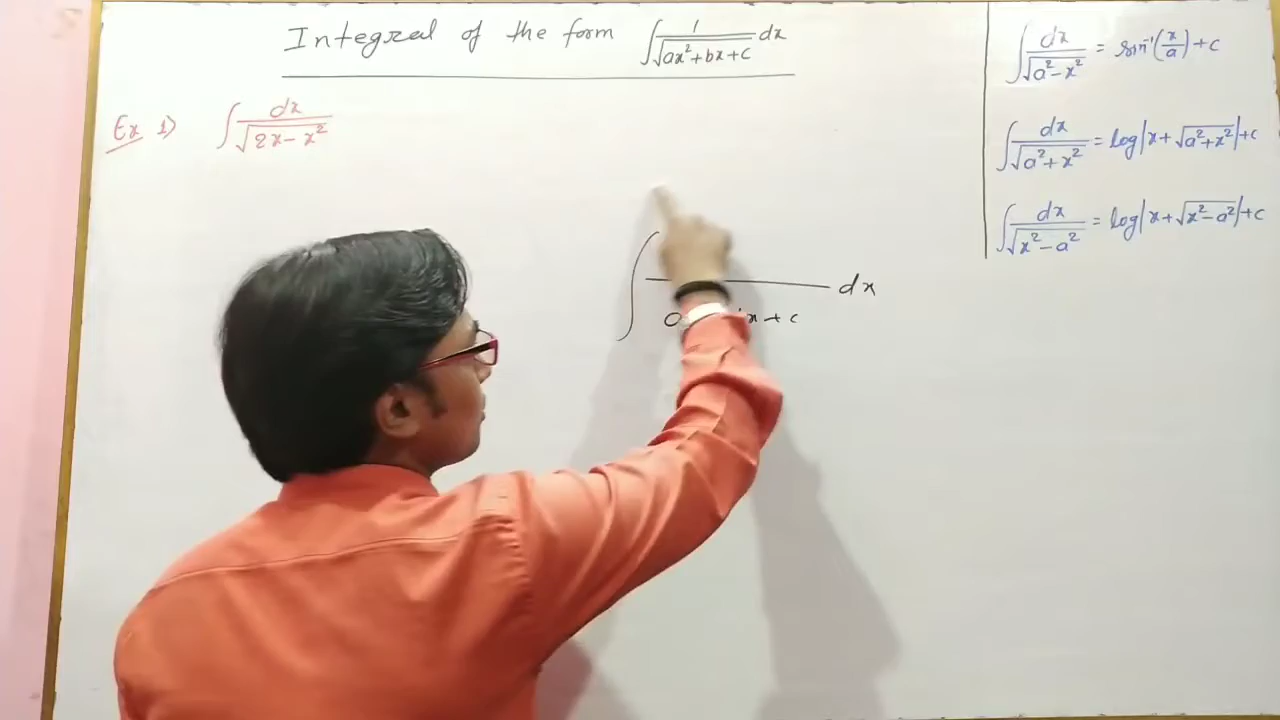 Integral of the form ∫ 1/√(ax²+bx+c) dx
Ex 1) ∫ dx/√(2x-x²)
∫ dx
x+c
∫ dx/√(a²-x²) = sin⁻¹(x/a)+c
∫ dx/√(a²+x²) = log|x+√(a²+x²)|+c
∫ dx/√(x²-a²) = log|x+√(x²-a²)|+c